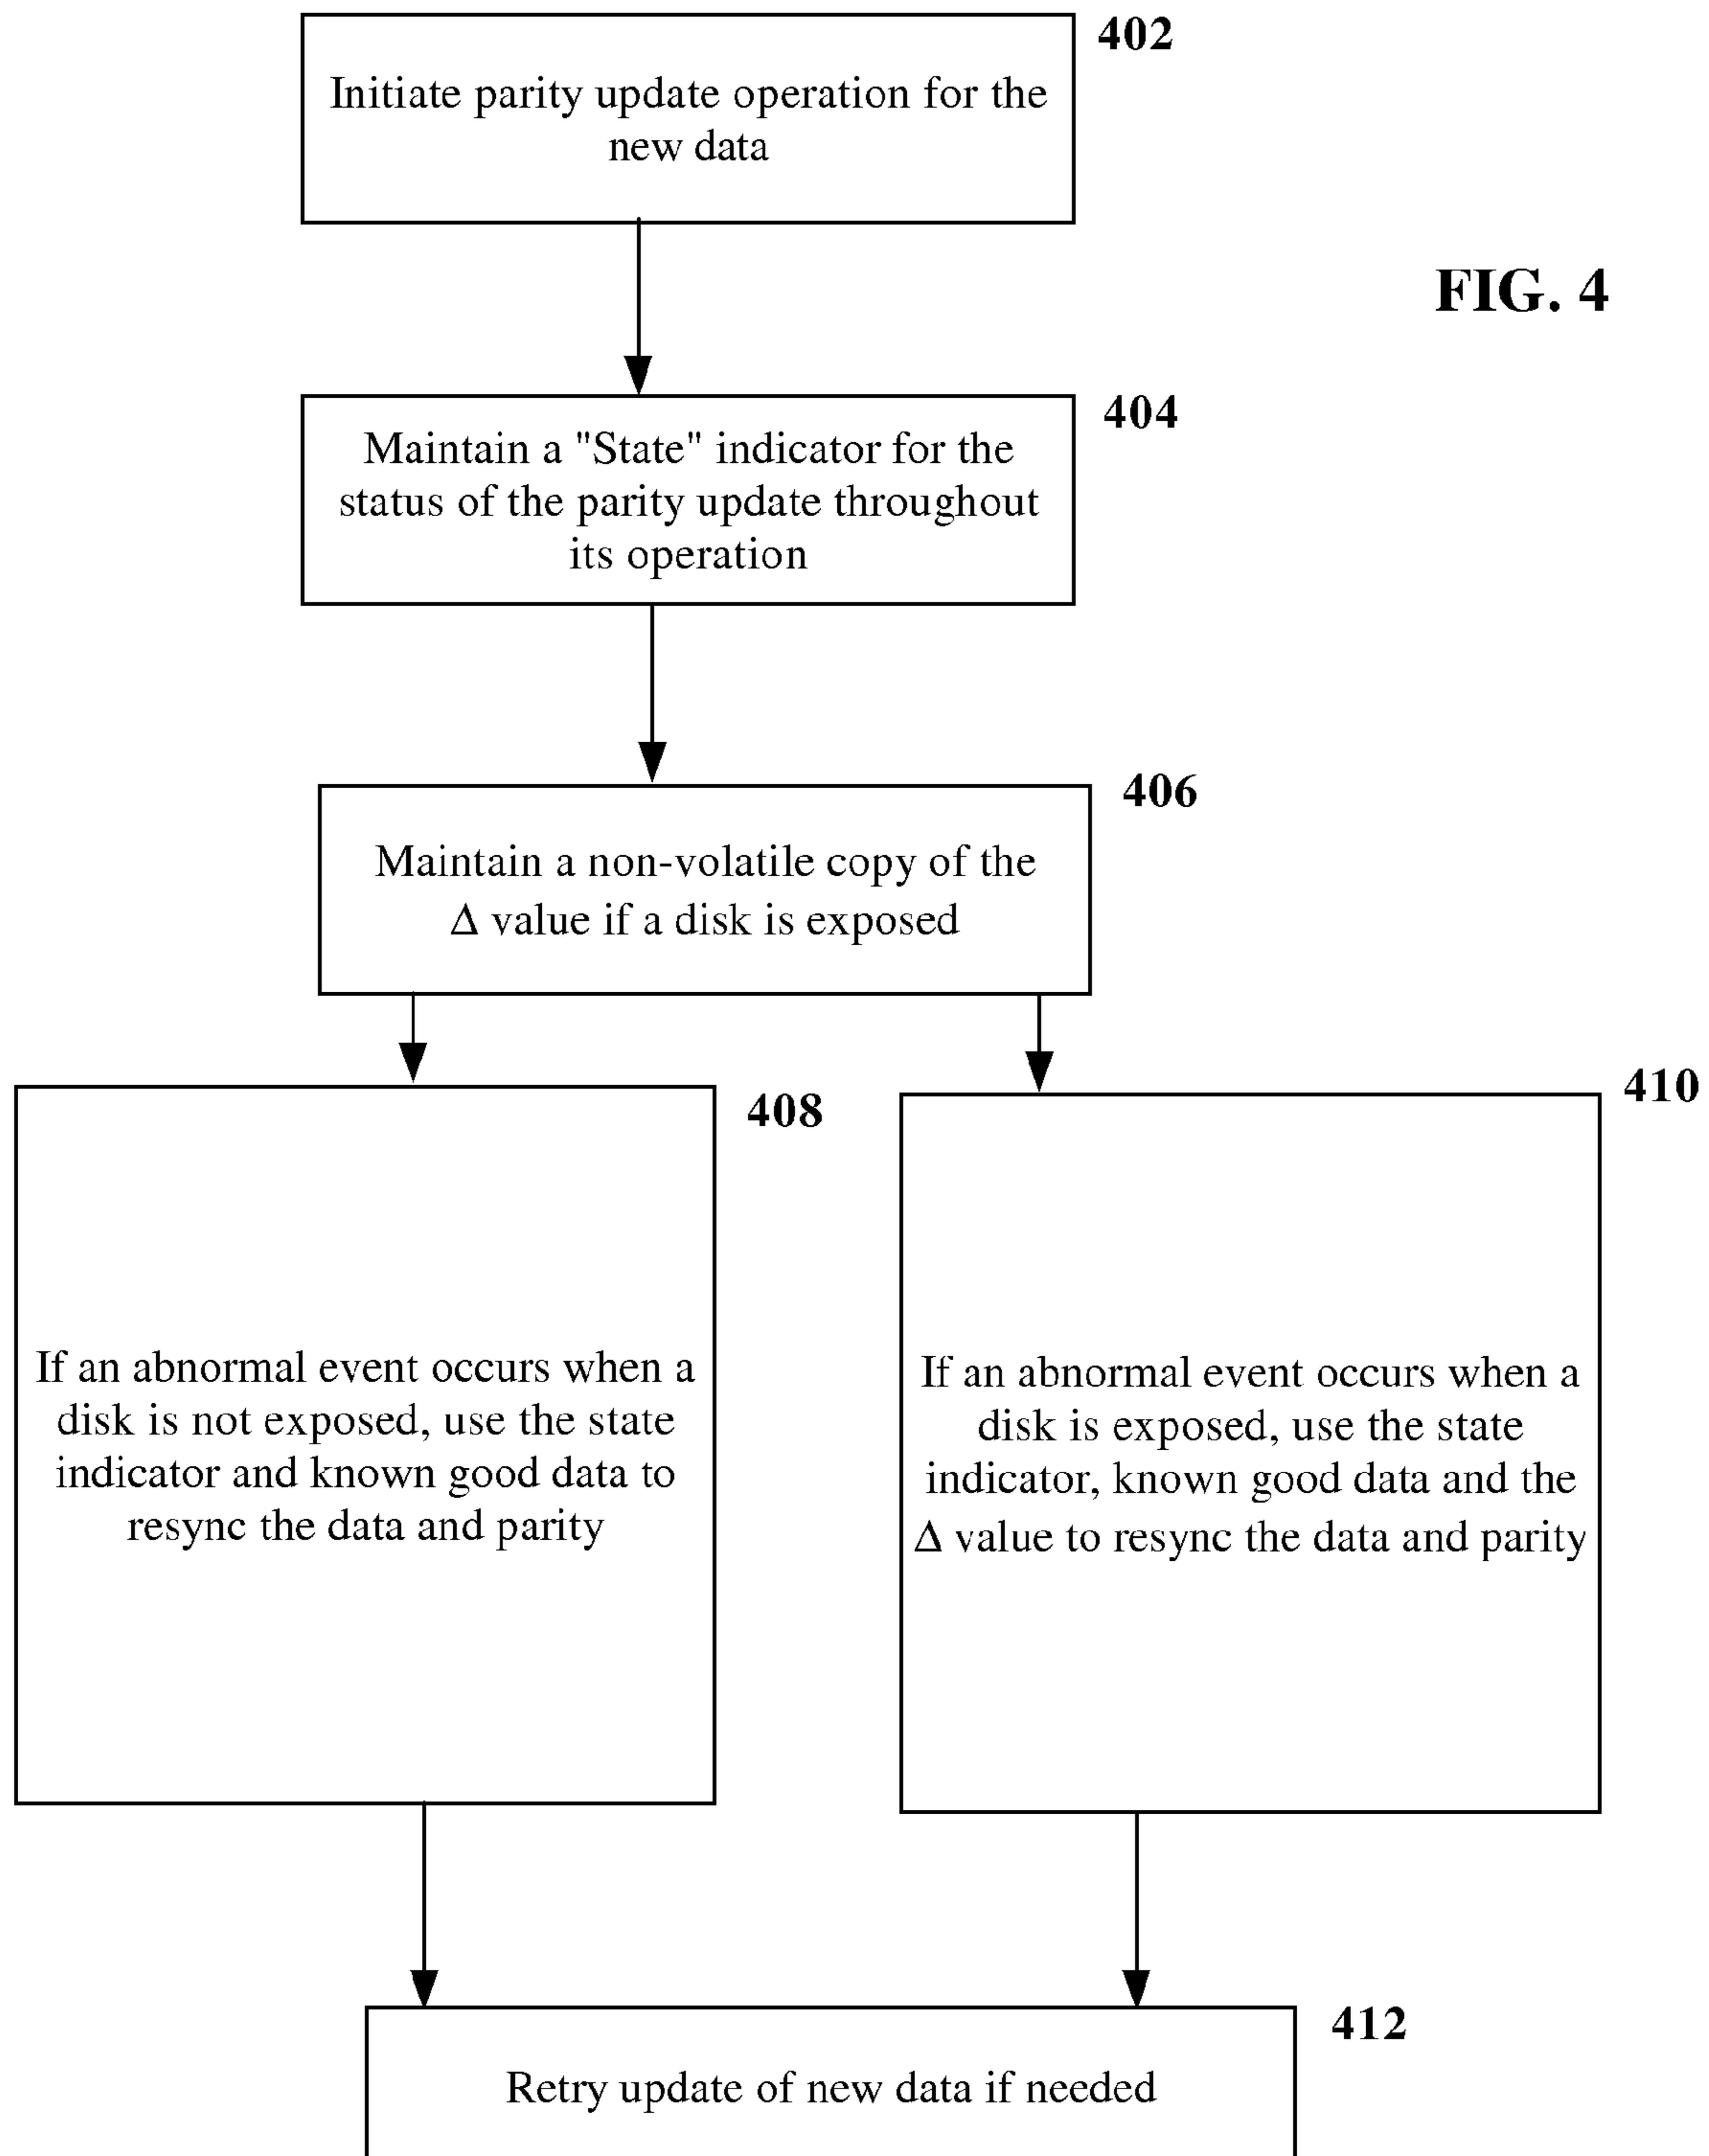 402
Initiate parity update operation for the
new data
FIG. 4
404
Maintain a "State" indicator for the
status of the parity update throughout
its operation
406
Maintain a non-volatile copy of the
Δ value if a disk is exposed
408
If an abnormal event occurs when a
disk is not exposed, use the state
indicator and known good data to
resync the data and parity
410
If an abnormal event occurs when a
disk is exposed, use the state
indicator, known good data and the
Δ value to resync the data and parity
412
Retry update of new data if needed